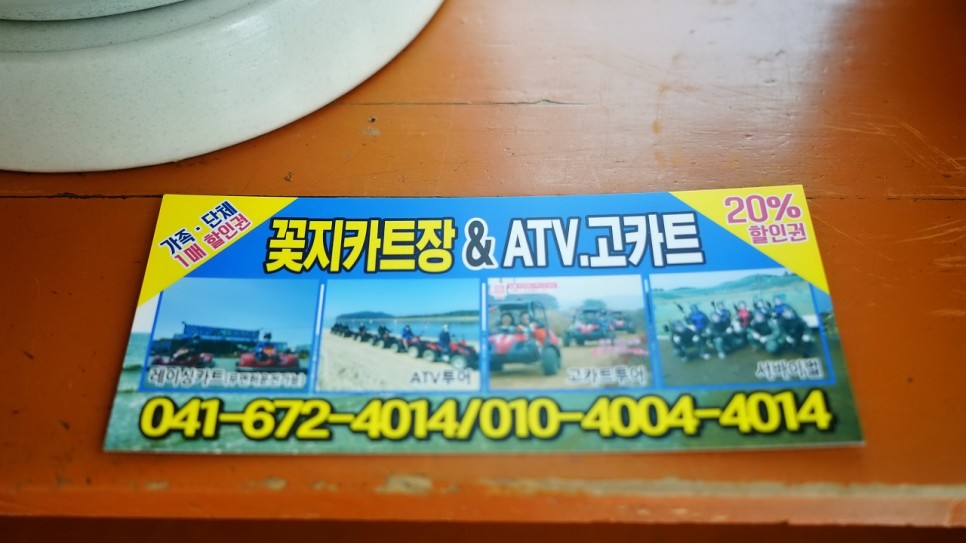 가족·단체
1매 할인권
꽃지카트장 & ATV.고카트
20%
할인권
레이싱카트
ATV투어
고카트투어
서바이벌
041-672-4014/010-4004-4014